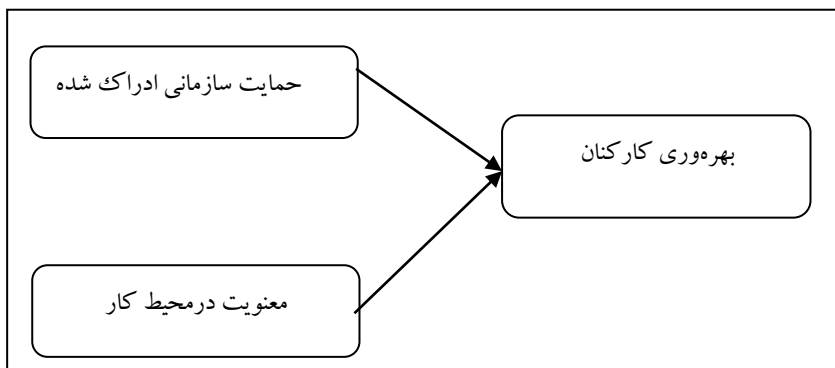 حمایت سازمانی ادراک شده
بهره‌وری کارکنان
معنویت درمحیط کار